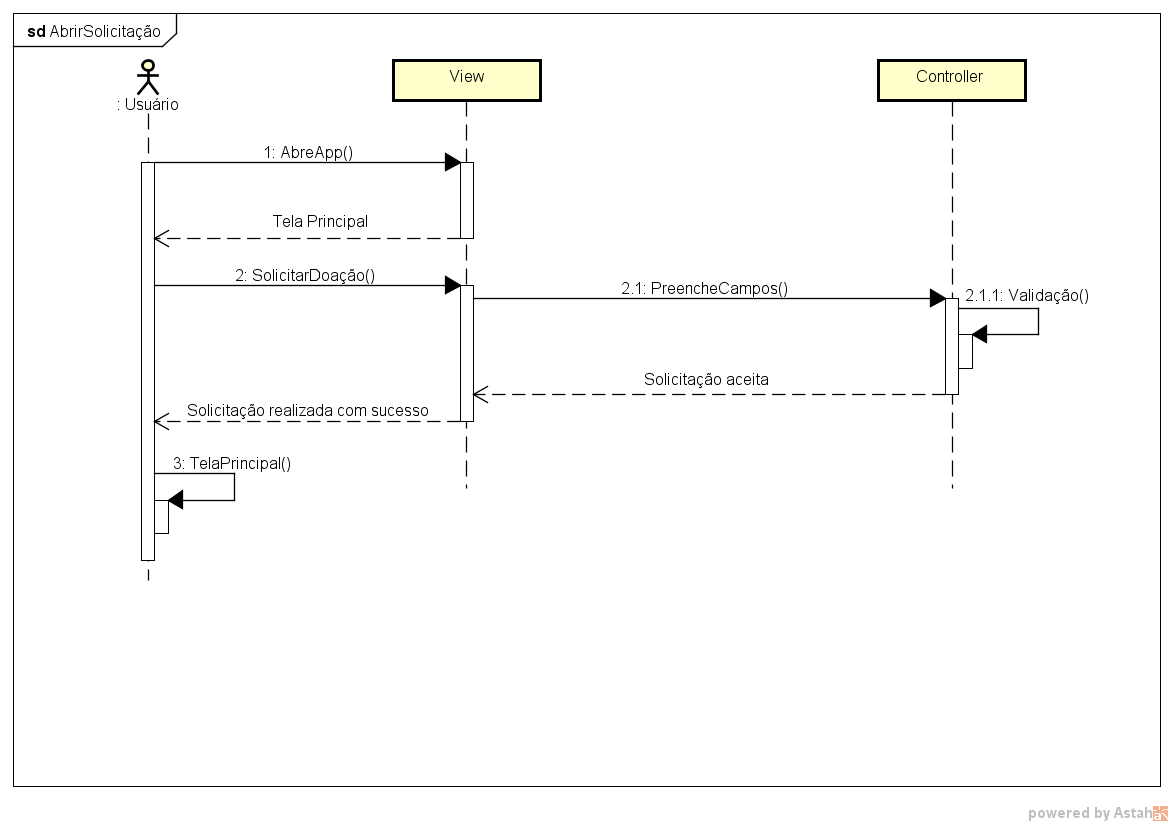 sd AbrirSolicitação
: Usuário
View
Controller
1: AbreApp()
Tela Principal
2: SolicitarDoação()
2.1: PreencheCampos()
2.1.1: Validação()
Solicitação aceita
Solicitação realizada com sucesso
3: TelaPrincipal()
powered by Astah